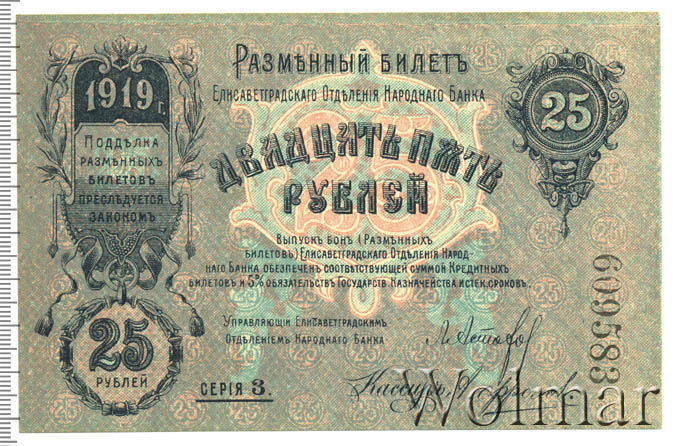 Размѣнный Билетъ
Елисаветградскаго Отдѣленія Народнаго Банка
1919 г.
25
Двадцать пять
рублей
Поддѣлка
размѣнныхъ
билетовъ
преслѣдуется
закономъ
Выпускъ бонъ (Размѣнныхъ
билетовъ) Елисаветградскаго Отдѣленія Народ-
наго Банка обезпеченъ соотвѣтствующей суммой Кредитныхъ
билетовъ и 5% обязательствъ Государств. Казначейства истек. сроковъ.
25
рублей
Управляющій Елисаветградскимъ
Отдѣленіемъ Народнаго Банка
Серія 3.
Кассиръ
609583
Wolmar